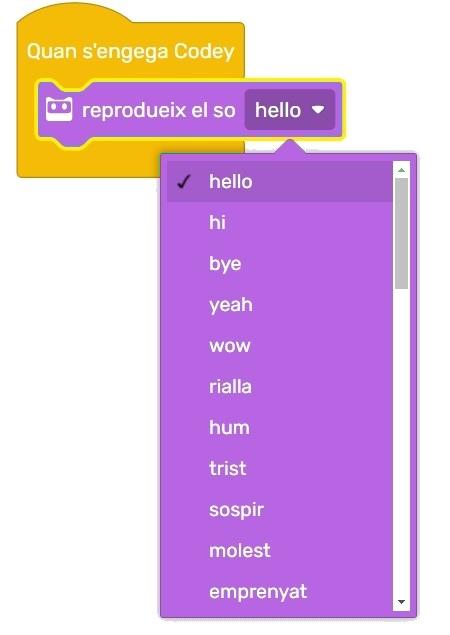 Quan s'engega Codey
reprodueix el so hello
hello
hi
bye
yeah
wow
rialla
hum
trist
sospir
molest
emprenyat